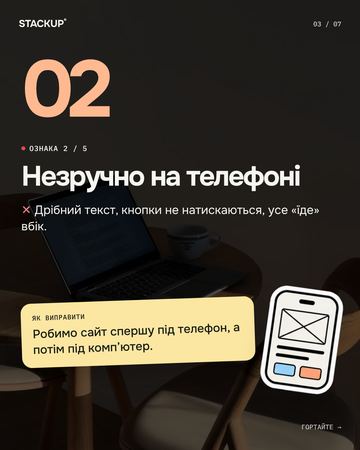 STACKUP®
03 / 07
02
ОЗНАКА 2 / 5
Незручно на телефоні
✕ Дрібний текст, кнопки не натискаються, усе «їде»
вбік.
ЯК ВИПРАВИТИ
Робимо сайт спершу під телефон, а
потім під комп’ютер.
ГОРТАЙТЕ →